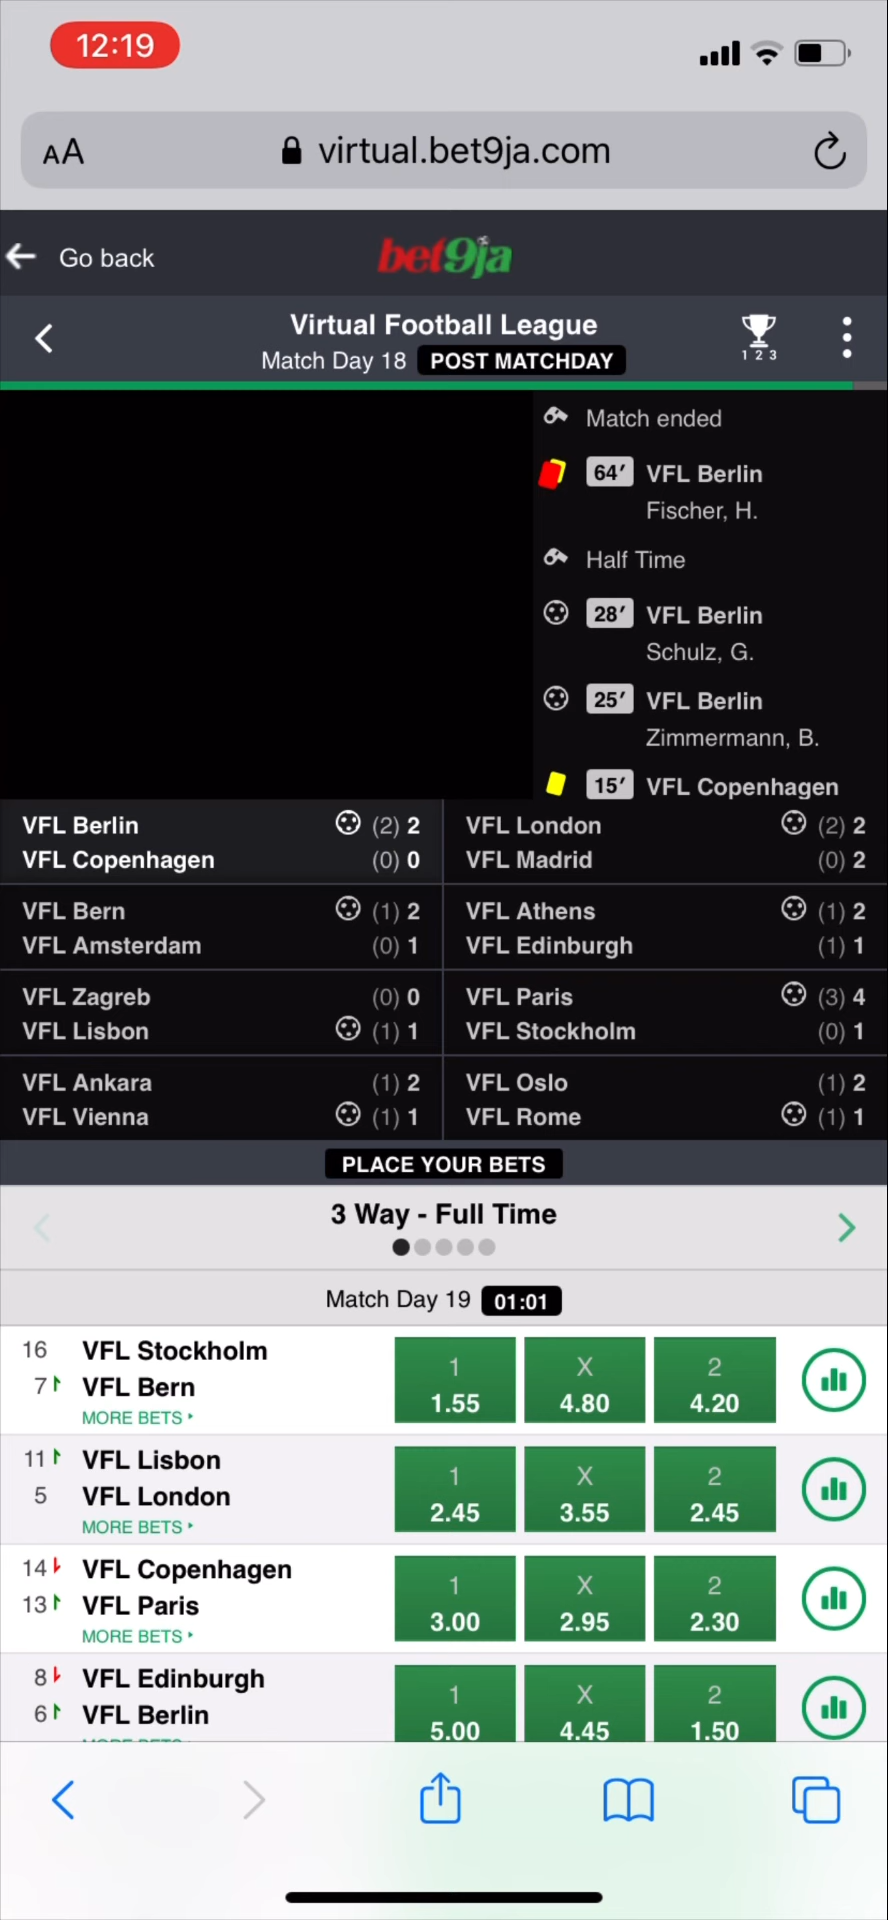 12:19
AA virtual.bet9ja.com
Go back bet9ja
Virtual Football League
Match Day 18 POST MATCHDAY
1 2 3
Match ended
64′ VFL Berlin
Fischer, H.
Half Time
28′ VFL Berlin
Schulz, G.
25′ VFL Berlin
Zimmermann, B.
15′ VFL Copenhagen
VFL Berlin (2) 2
VFL Copenhagen (0) 0
VFL London (2) 2
VFL Madrid (0) 2
VFL Bern (1) 2
VFL Amsterdam (0) 1
VFL Athens (1) 2
VFL Edinburgh (1) 1
VFL Zagreb (0) 0
VFL Lisbon (1) 1
VFL Paris (3) 4
VFL Stockholm (0) 1
VFL Ankara (1) 2
VFL Vienna (1) 1
VFL Oslo (1) 2
VFL Rome (1) 1
PLACE YOUR BETS
3 Way - Full Time
Match Day 19 01:01
16 VFL Stockholm
7 VFL Bern
MORE BETS
1 X 2
1.55 4.80 4.20
11 VFL Lisbon
5 VFL London
MORE BETS
1 X 2
2.45 3.55 2.45
14 VFL Copenhagen
13 VFL Paris
MORE BETS
1 X 2
3.00 2.95 2.30
8 VFL Edinburgh
6 VFL Berlin
1 X 2
5.00 4.45 1.50